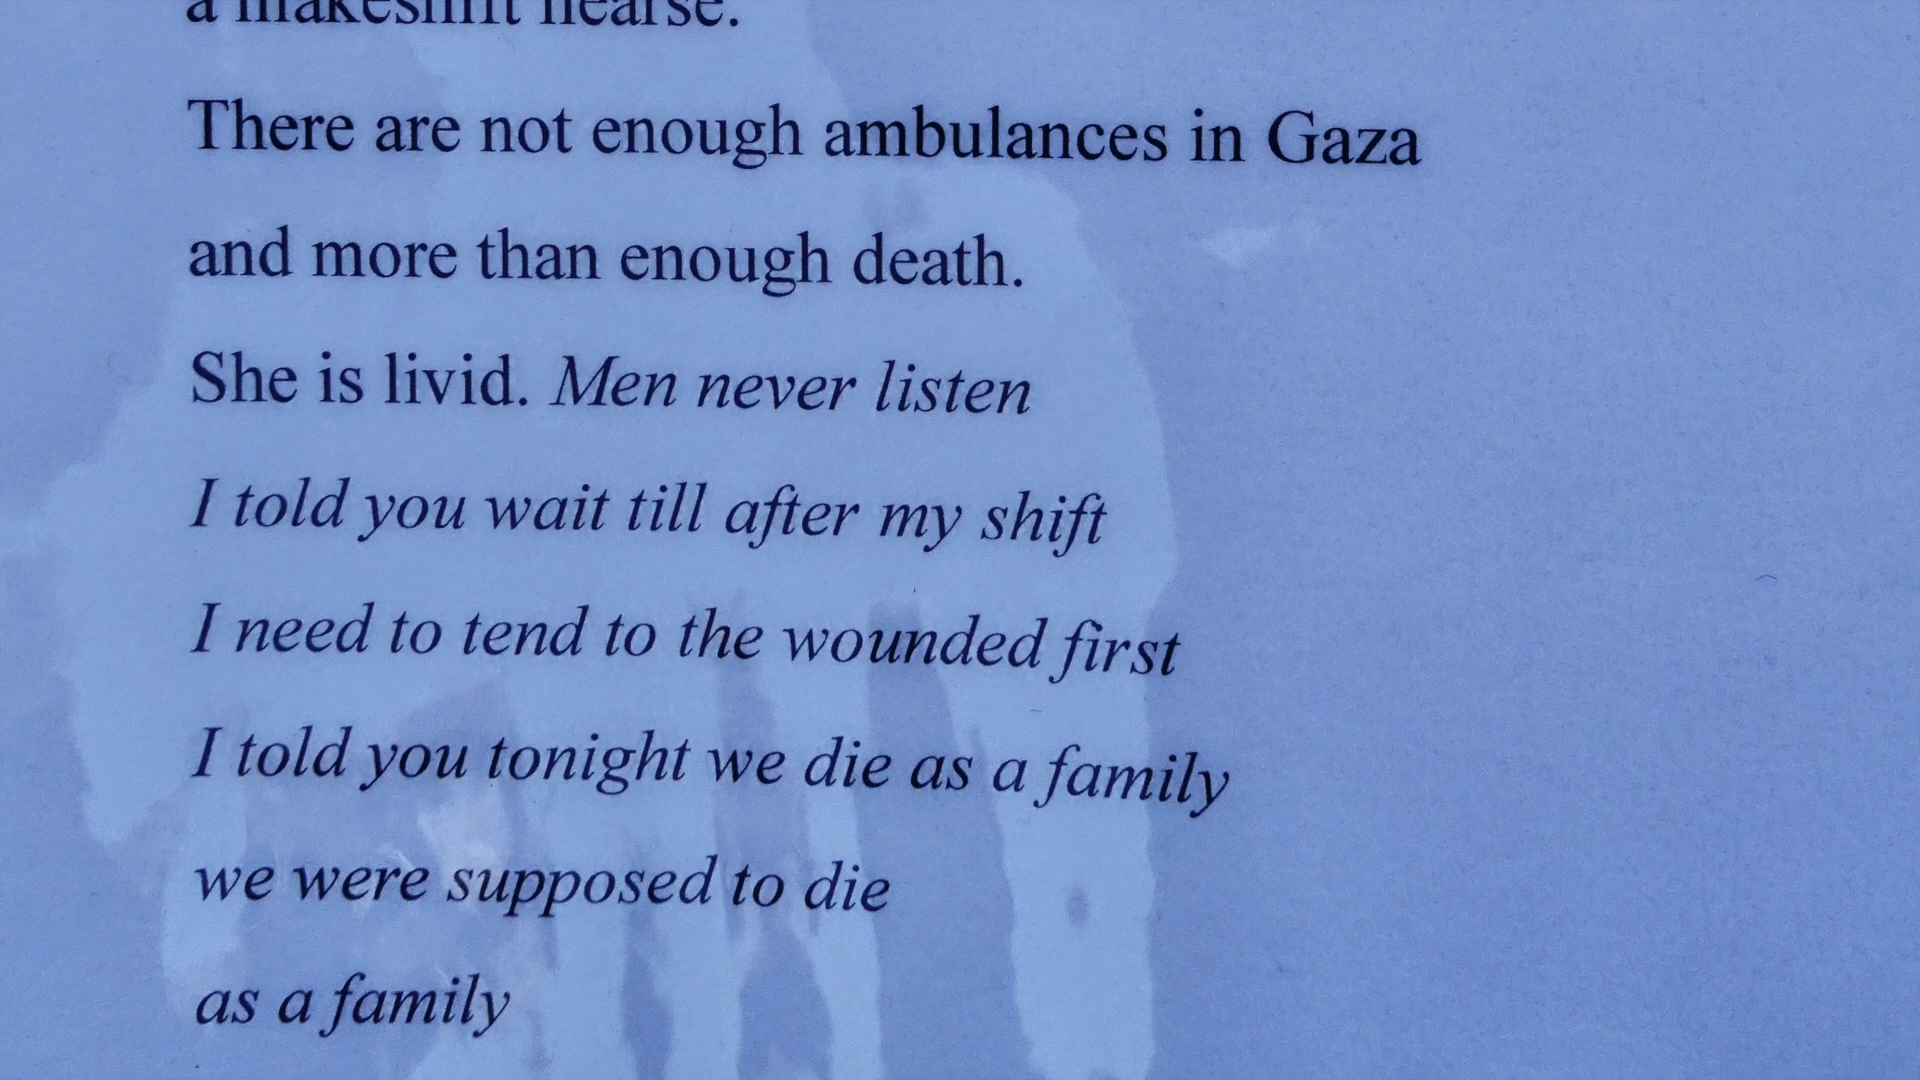 a makeshift hearse.
There are not enough ambulances in Gaza
and more than enough death.
She is livid. Men never listen
I told you wait till after my shift
I need to tend to the wounded first
I told you tonight we die as a family
we were supposed to die
as a family